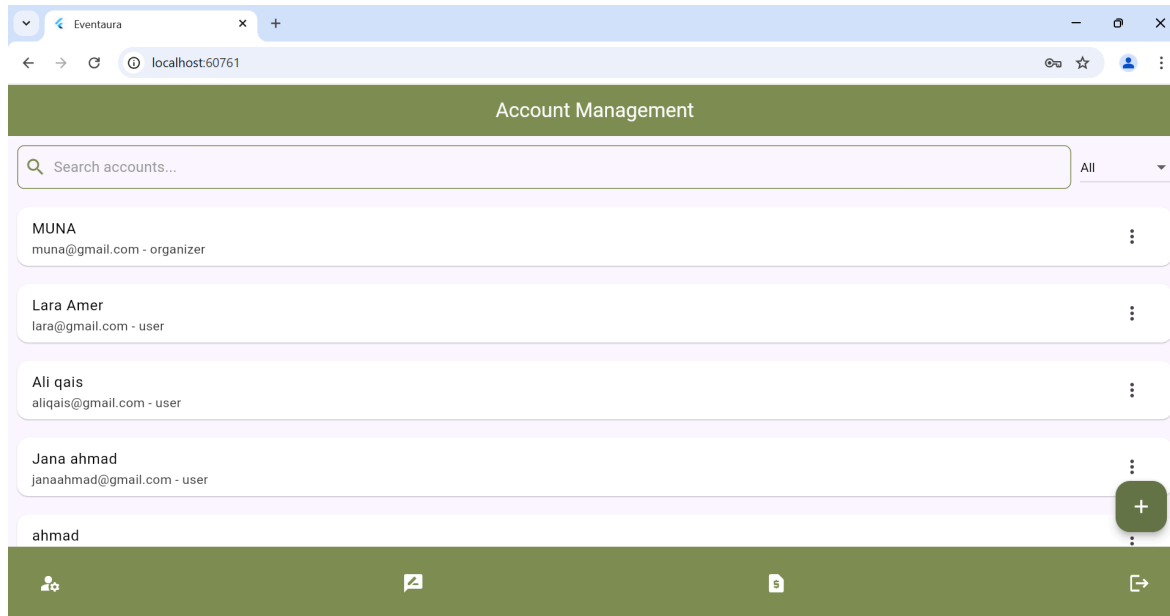 Eventaura
localhost:60761
Account Management
Search accounts...
All
MUNA
muna@gmail.com - organizer
Lara Amer
lara@gmail.com - user
Ali qais
aliqais@gmail.com - user
Jana ahmad
janaahmad@gmail.com - user
ahmad